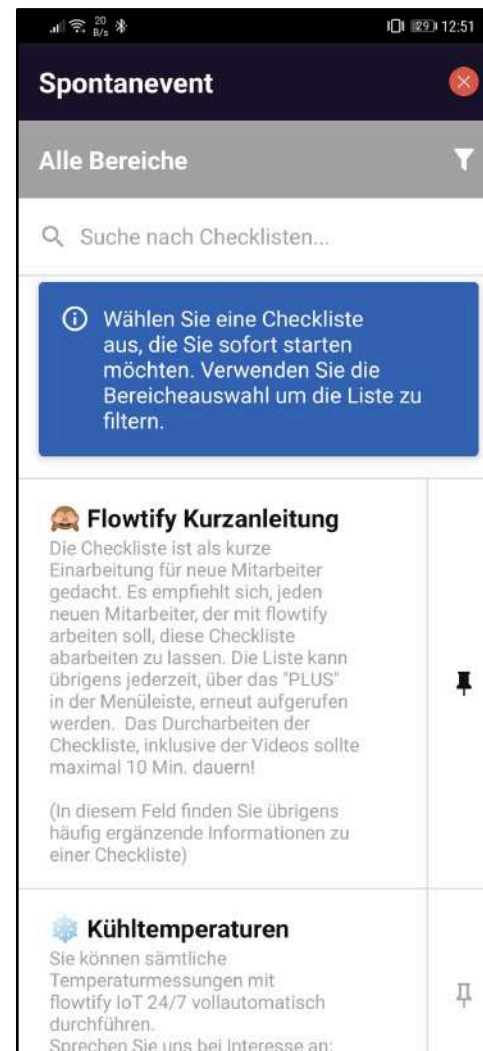 20 B/s 29 12:51
Spontanevent
Alle Bereiche
Suche nach Checklisten...
Wählen Sie eine Checkliste
aus, die Sie sofort starten
möchten. Verwenden Sie die
Bereicheauswahl um die Liste zu
filtern.
🙈 Flowtify Kurzanleitung
Die Checkliste ist als kurze
Einarbeitung für neue Mitarbeiter
gedacht. Es empfiehlt sich, jeden
neuen Mitarbeiter, der mit flowtify
arbeiten soll, diese Checkliste
abarbeiten zu lassen. Die Liste kann
übrigens jederzeit, über das "PLUS"
in der Menüleiste, erneut aufgerufen
werden. Das Durcharbeiten der
Checkliste, inklusive der Videos sollte
maximal 10 Min. dauern!
(In diesem Feld finden Sie übrigens
häufig ergänzende Informationen zu
einer Checkliste)
❄️ Kühltemperaturen
Sie können sämtliche
Temperaturmessungen mit
flowtify IoT 24/7 vollautomatisch
durchführen.
Sprechen Sie uns bei Interesse an: